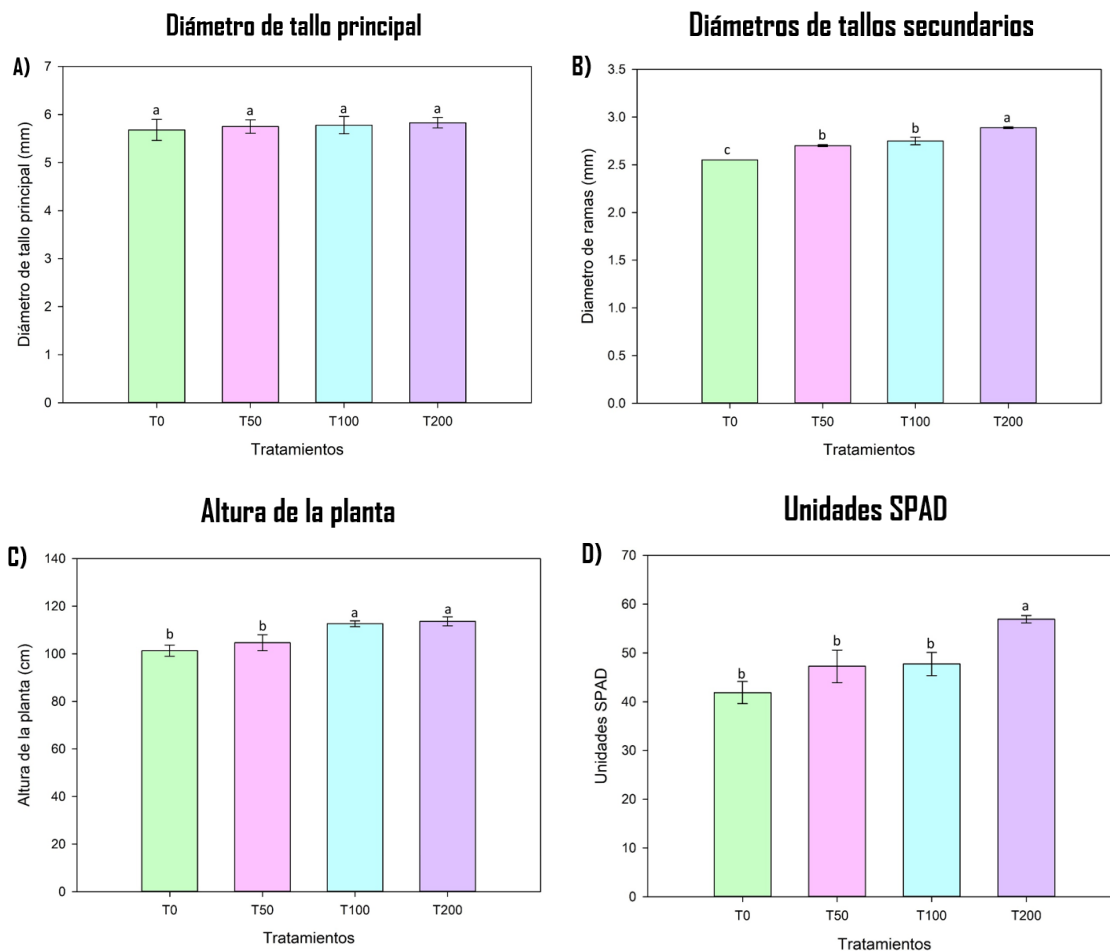 Diámetro de tallo principal
A)
Diámetro de tallo principal (mm)
7
6
5
4
3
2
1
0
a
a
a
a
T0
T50
T100
T200
Tratamientos
Diámetros de tallos secundarios
B)
Diametro de ramas (mm)
3.5
3.0
2.5
2.0
1.5
1.0
0.5
0.0
c
b
b
a
T0
T50
T100
T200
Tratamientos
Altura de la planta
C)
Altura de la planta (cm)
140
120
100
80
60
40
20
0
b
b
a
a
T0
T50
T100
T200
Tratamientos
Unidades SPAD
D)
Unidades SPAD
70
60
50
40
30
20
10
0
b
b
b
a
T0
T50
T100
T200
Tratamientos